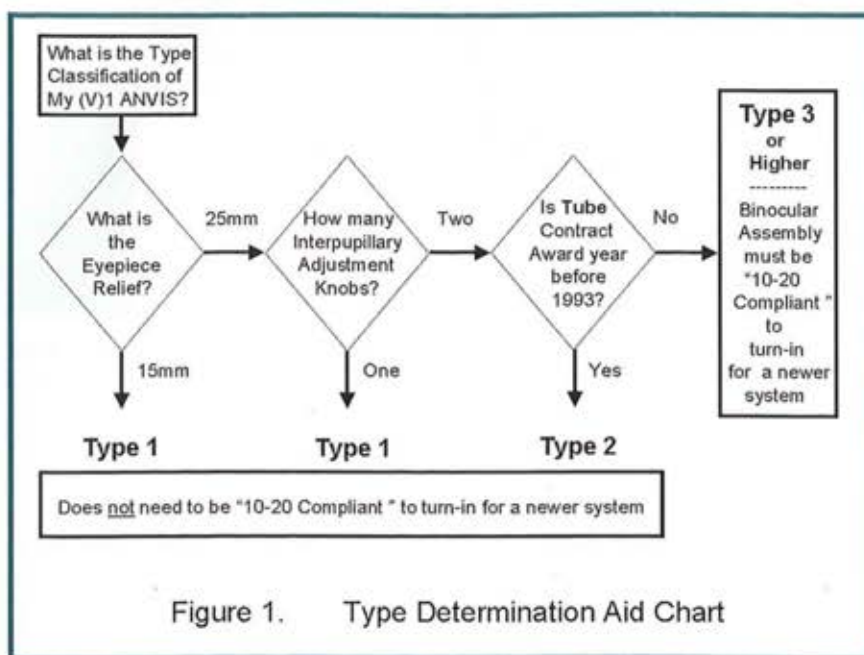 What is the Type
Classification of
My (V)1 ANVIS?
What is
the
Eyepiece
Relief?
25mm
How many
Interpupillary
Adjustment
Knobs?
Two
Is Tube
Contract
Award year
before
1993?
No
Type 3
or
Higher
---------
Binocular
Assembly
must be
"10-20
Compliant "
to
turn-in
for a newer
system
15mm
One
Yes
Type 1
Type 1
Type 2
Does not need to be "10-20 Compliant " to turn-in for a newer system
Figure 1. Type Determination Aid Chart